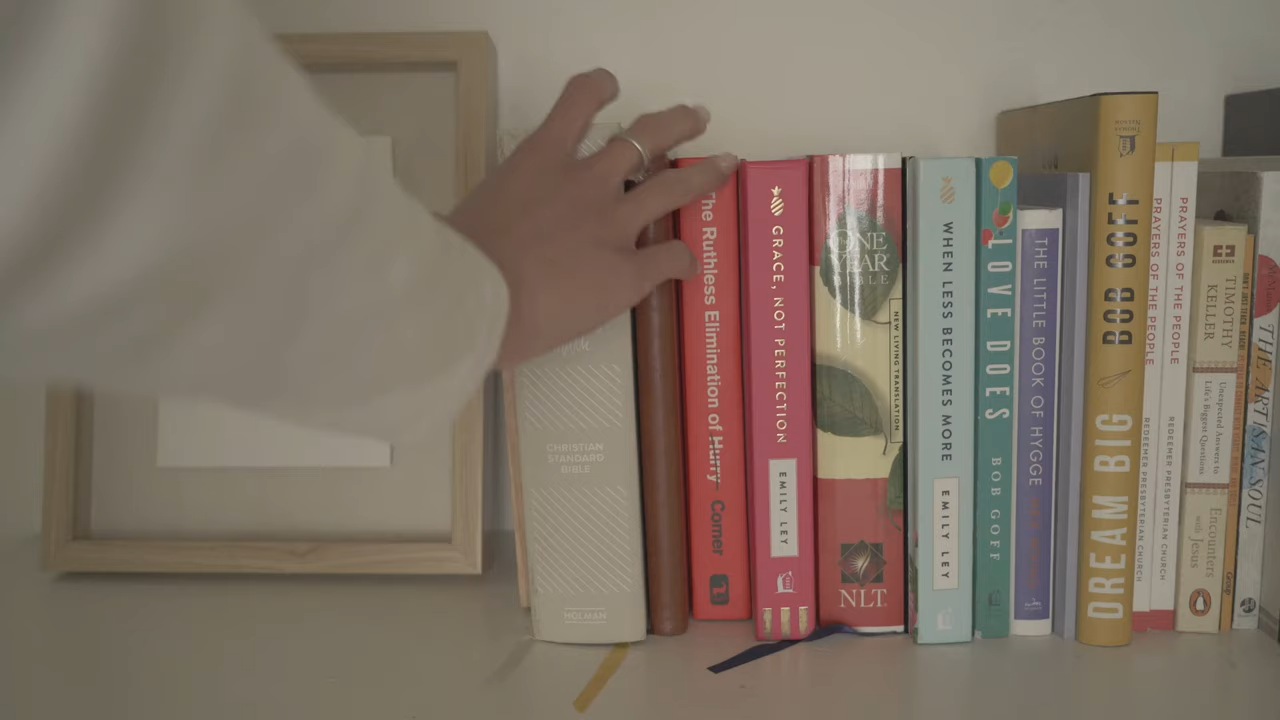 CHRISTIAN
STANDARD
BIBLE
HOLMAN
The Ruthless Elimination of Hurry
Comer
GRACE, NOT PERFECTION
EMILY LEY
ONE
YEAR
BIBLE
NEW LIVING TRANSLATION
NLT
WHEN LESS BECOMES MORE
EMILY LEY
LOVE DOES
BOB GOFF
THE LITTLE BOOK OF HYGGE
DREAM BIG
BOB GOFF
THOMAS
NELSON
PRAYERS OF THE PEOPLE
REDEEMER PRESBYTERIAN CHURCH
PRAYERS OF THE PEOPLE
REDEEMER PRESBYTERIAN CHURCH
TIMOTHY
KELLER
Unexpected Answers to
Life's Biggest Questions
Encounters
with Jesus
Group
THE ARTISAN SOUL